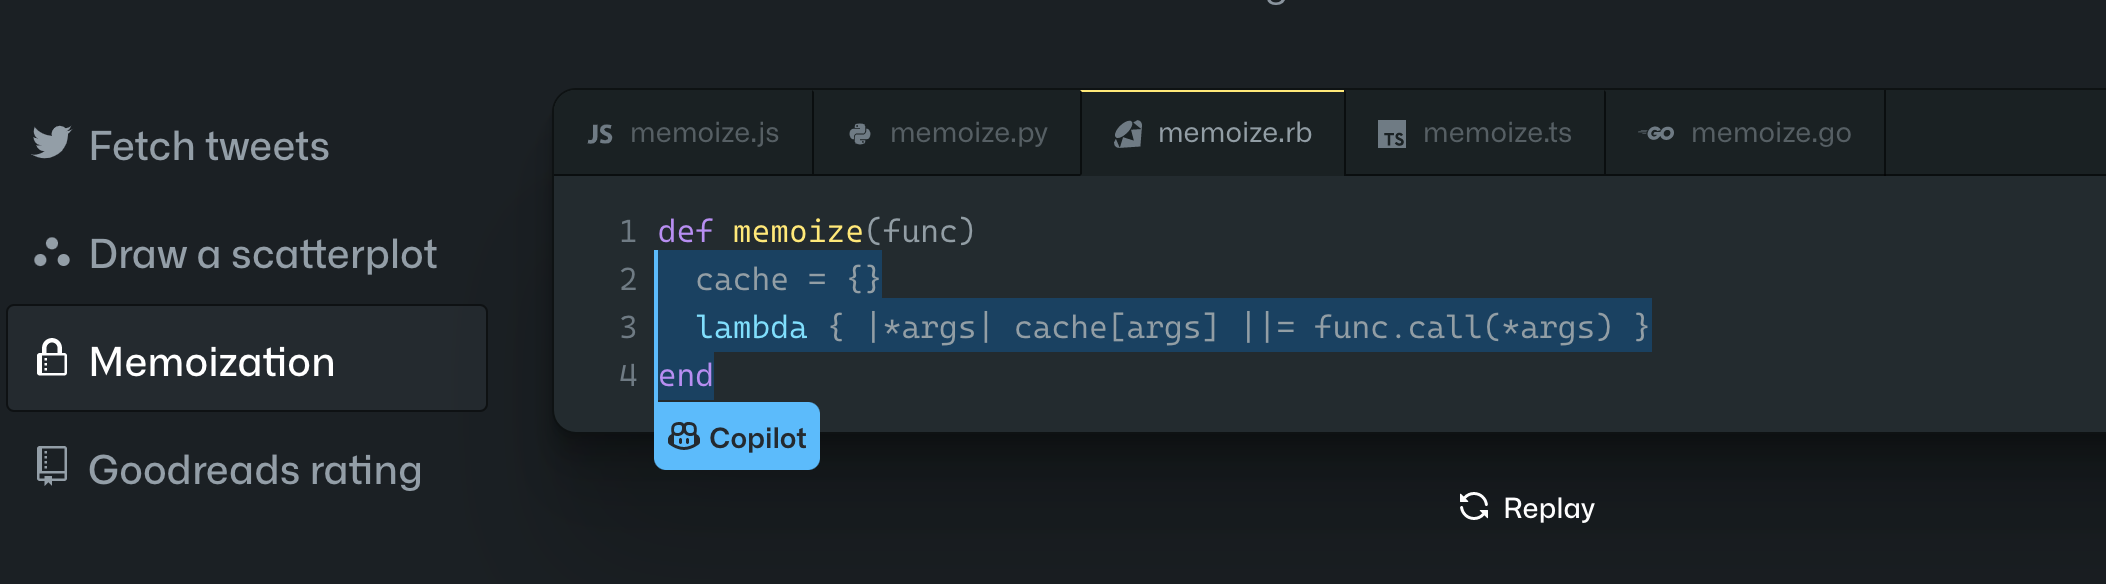 Fetch tweets
Draw a scatterplot
Memoization
Goodreads rating
JS memoize.js
memoize.py
memoize.rb
TS memoize.ts
GO memoize.go
1 def memoize(func)
2 cache = {}
3 lambda { |*args| cache[args] ||= func.call(*args) }
4 end
Copilot
Replay